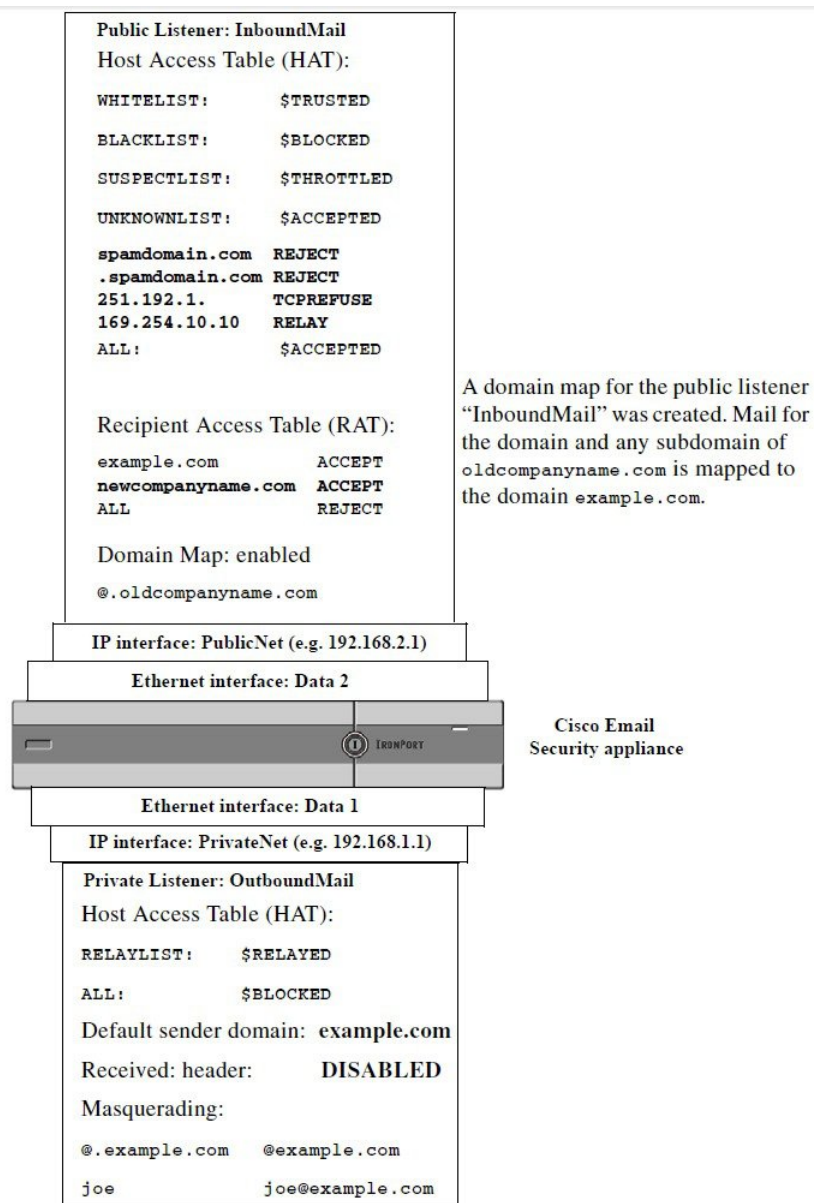 Public Listener: InboundMail
Host Access Table (HAT):
WHITELIST: $TRUSTED
BLACKLIST: $BLOCKED
SUSPECTLIST: $THROTTLED
UNKNOWNLIST: $ACCEPTED
spamdomain.com REJECT
.spamdomain.com REJECT
251.192.1. TCPREFUSE
169.254.10.10 RELAY
ALL: $ACCEPTED
Recipient Access Table (RAT):
example.com ACCEPT
newcompanyname.com ACCEPT
ALL REJECT
Domain Map: enabled
@.oldcompanyname.com
A domain map for the public listener
“InboundMail” was created. Mail for
the domain and any subdomain of
oldcompanyname.com is mapped to
the domain example.com.
IP interface: PublicNet (e.g. 192.168.2.1)
Ethernet interface: Data 2
IRONPORT
Cisco Email
Security appliance
Ethernet interface: Data 1
IP interface: PrivateNet (e.g. 192.168.1.1)
Private Listener: OutboundMail
Host Access Table (HAT):
RELAYLIST: $RELAYED
ALL: $BLOCKED
Default sender domain: example.com
Received: header: DISABLED
Masquerading:
@.example.com @example.com
joe joe@example.com